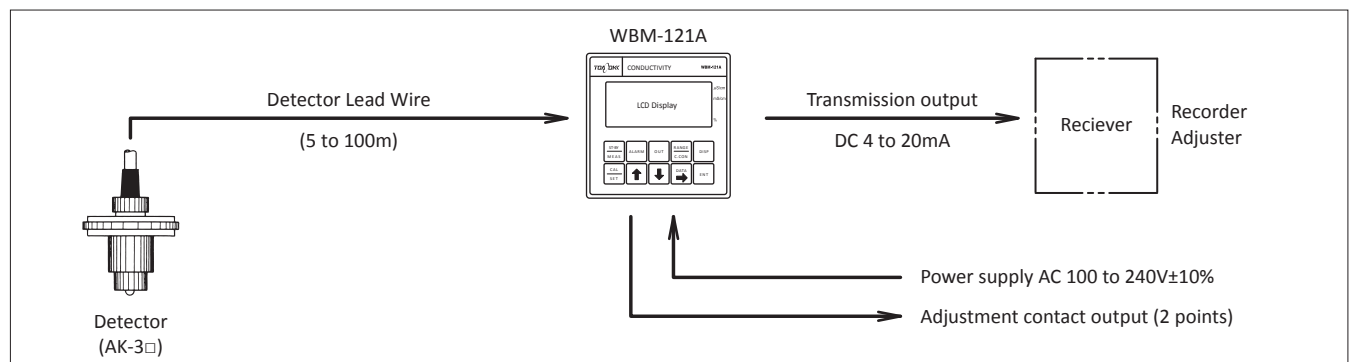 WBM-121A
TOA DKK CONDUCTIVITY WBM-121A
Detector Lead Wire
(5 to 100m)
LCD Display
μS/cm
mS/cm
%
Transmission output
DC 4 to 20mA
Reciever
Recorder
Adjuster
ALARM OUT RANGE DISP
MEAS C.CON
CAL DATA ENT
SET
Power supply AC 100 to 240V±10%
Adjustment contact output (2 points)
Detector
(AK-3□)